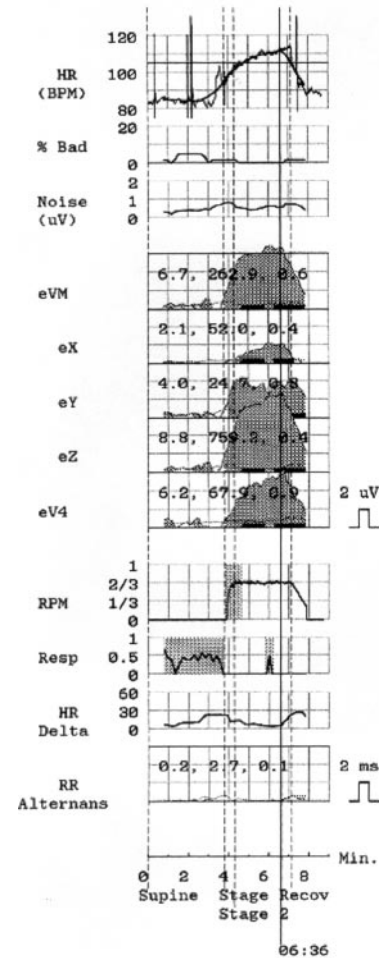 120
HR 100
(BPM)
80
20
% Bad
0
2
Noise 1
(uV) 0
6.7, 262.9, 0.6
eVM
2.1, 52.0, 0.4
eX
4.0, 24.7, 0.8
eY
8.8, 759.2, 0.4
eZ
6.2, 67.9, 0.9 2 uV
eV4
1
2/3
RPM 1/3
0
1
Resp 0.5
0
60
HR 30
Delta 0
0.2, 2.7, 0.1 2 ms
RR
Alternans
Min.
0 2 4 6 8
Supine Stage Recov
Stage 2
06:36